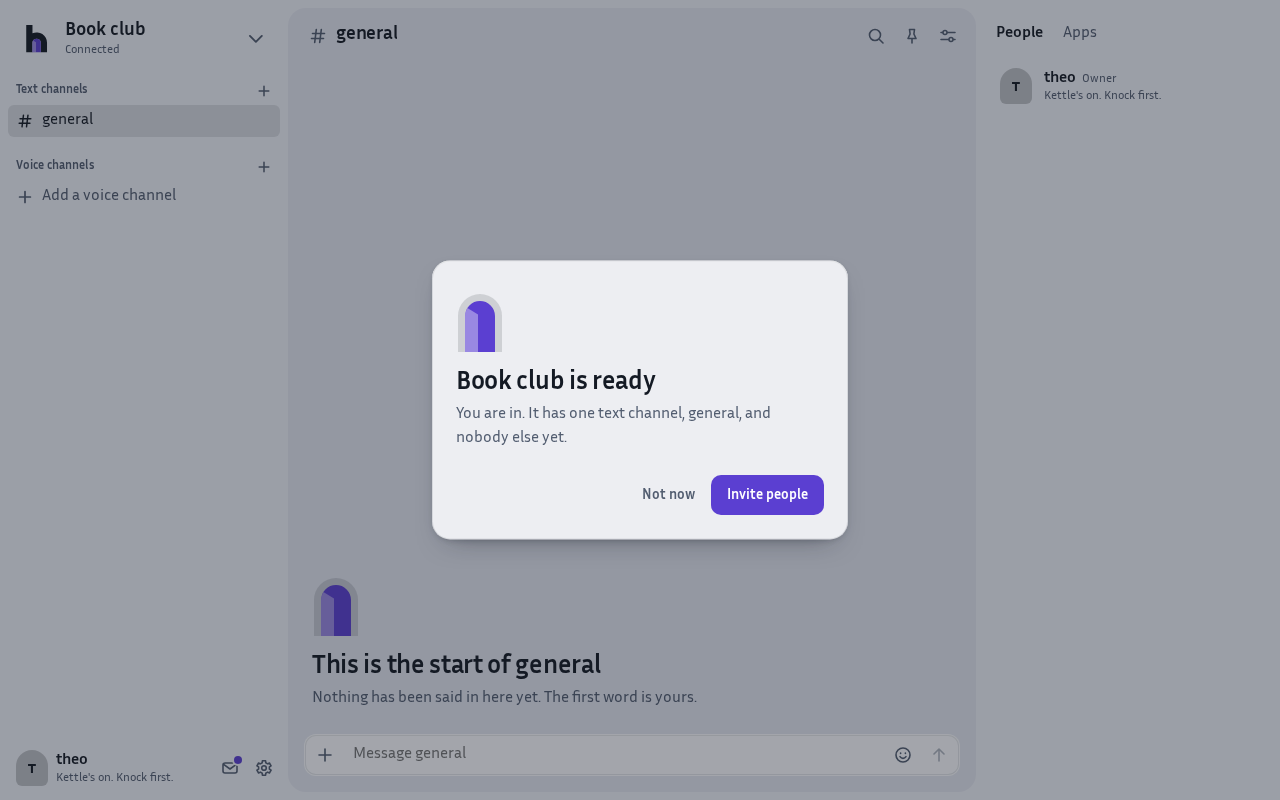 Book club
Connected
Text channels
general
Voice channels
Add a voice channel
theo
Kettle's on. Knock first.
general
Book club is ready
You are in. It has one text channel, general, and
nobody else yet.
Not now
Invite people
This is the start of general
Nothing has been said in here yet. The first word is yours.
Message general
People
Apps
T
theo Owner
Kettle's on. Knock first.
T